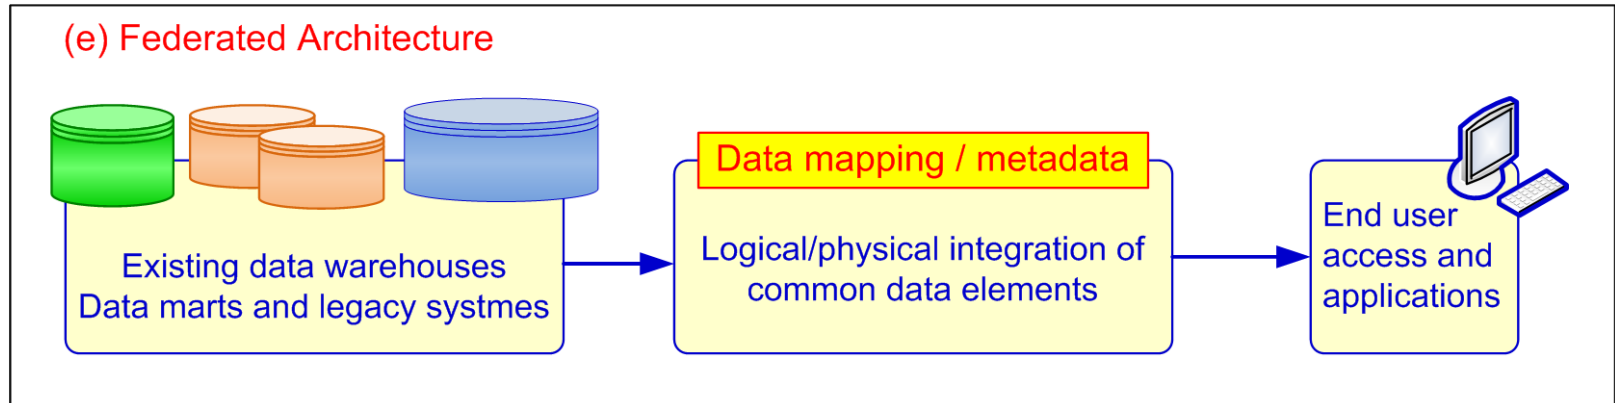 (e) Federated Architecture
Existing data warehouses
Data marts and legacy systmes
Data mapping / metadata
Logical/physical integration of
common data elements
End user
access and
applications